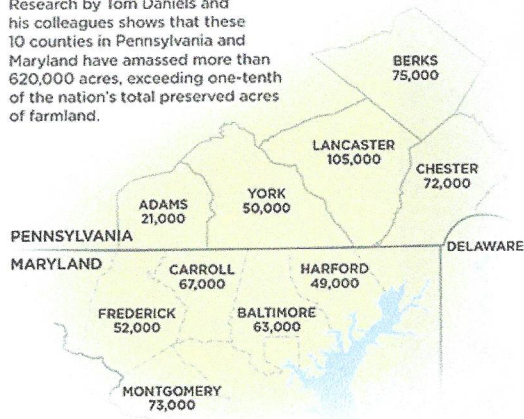 Research by Tom Daniels and
his colleagues shows that these
10 counties in Pennsylvania and
Maryland have amassed more than
620,000 acres, exceeding one-tenth
of the nation's total preserved acres
of farmland.
BERKS
75,000
LANCASTER
105,000
CHESTER
72,000
YORK
50,000
ADAMS
21,000
PENNSYLVANIA
DELAWARE
MARYLAND
CARROLL
67,000
HARFORD
49,000
FREDERICK
52,000
BALTIMORE
63,000
MONTGOMERY
73,000